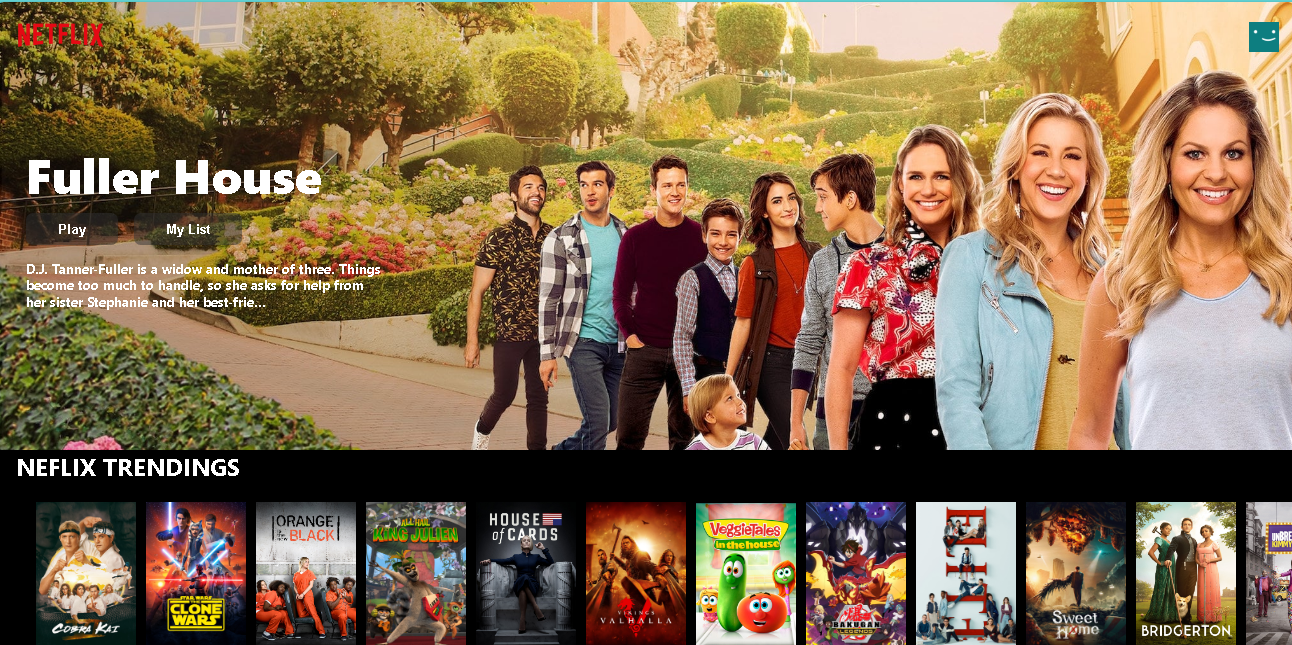 NETFLIX
Fuller House
Play
My List
D.J. Tanner-Fuller is a widow and mother of three. Things
become too much to handle, so she asks for help from
her sister Stephanie and her best-frie...
NEFLIX TRENDINGS
COBRA KAI
STAR WARS
THE
CLONE
WARS
ORANGE
IS THE NEW
BLACK
ALL HAIL
KING JULIEN
HOUSE
of CARDS
VIKINGS
VALHALLA
VeggieTales
in the house
BAKUGAN
LEGENDS
ELITE
Sweet
Home
BRIDGERTON
UNBRE
KIMMY